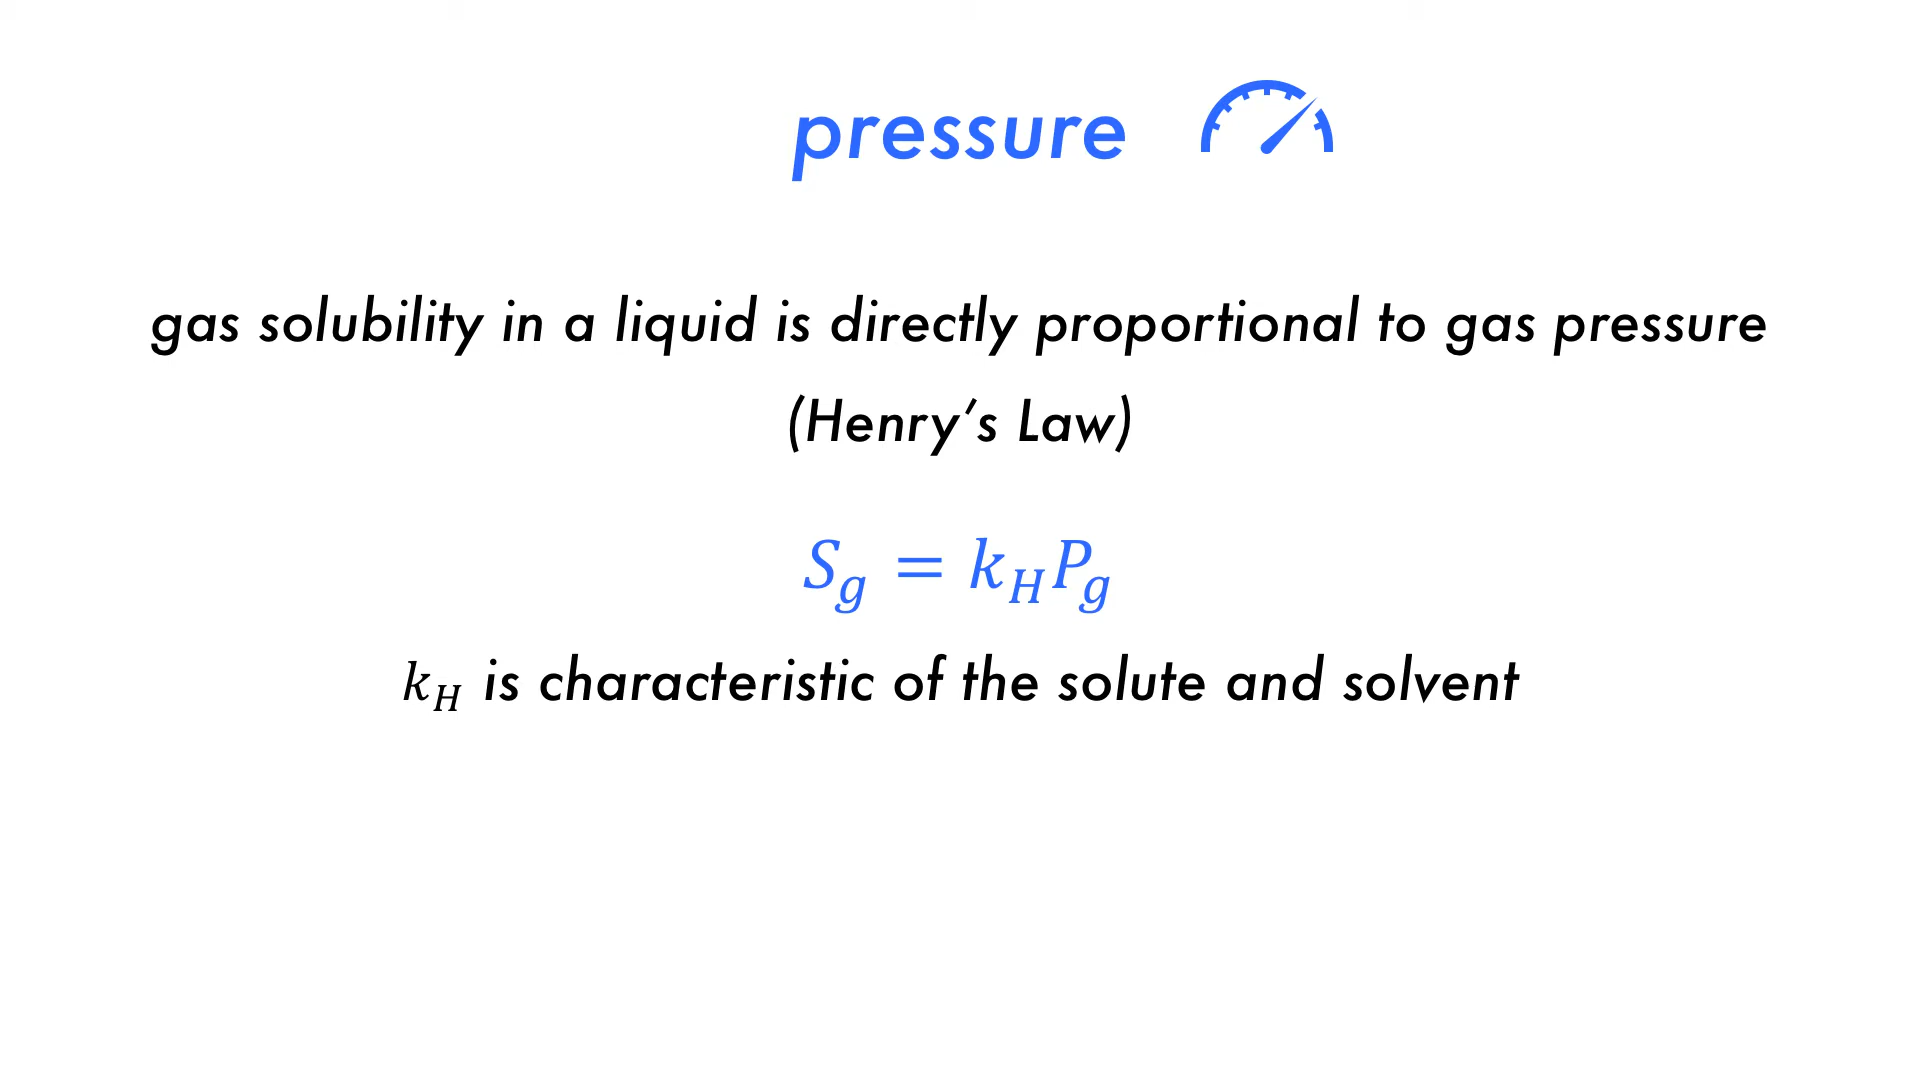 pressure
gas solubility in a liquid is directly proportional to gas pressure
(Henry’s Law)
$S_g = k_H P_g$
$k_H$ is characteristic of the solute and solvent